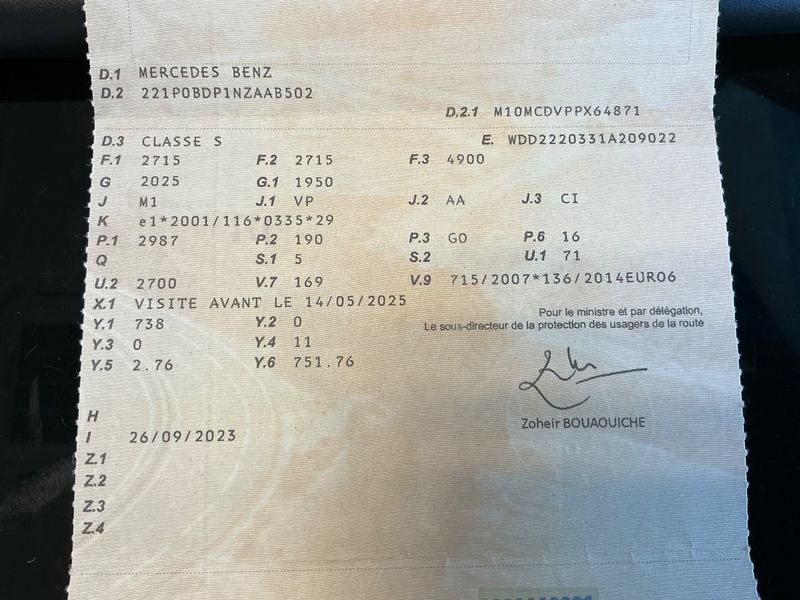 D.1 MERCEDES BENZ
D.2 221P0BDP1NZAAB502
D.2.1 M10MCDVPPX64871
D.3 CLASSE S E. WDD2220331A209022
F.1 2715 F.2 2715 F.3 4900
G 2025 G.1 1950
J M1 J.1 VP J.2 AA J.3 CI
K e1*2001/116*0335*29
P.1 2987 P.2 190 P.3 GO P.6 16
Q S.1 5 S.2 U.1 71
U.2 2700 V.7 169 V.9 715/2007*136/2014EURO6
X.1 VISITE AVANT LE 14/05/2025
Y.1 738 Y.2 0
Y.3 0 Y.4 11
Y.5 2.76 Y.6 751.76
Pour le ministre et par délégation,
Le sous-directeur de la protection des usagers de la route
Zoheir BOUAOUICHE
H
I 26/09/2023
Z.1
Z.2
Z.3
Z.4